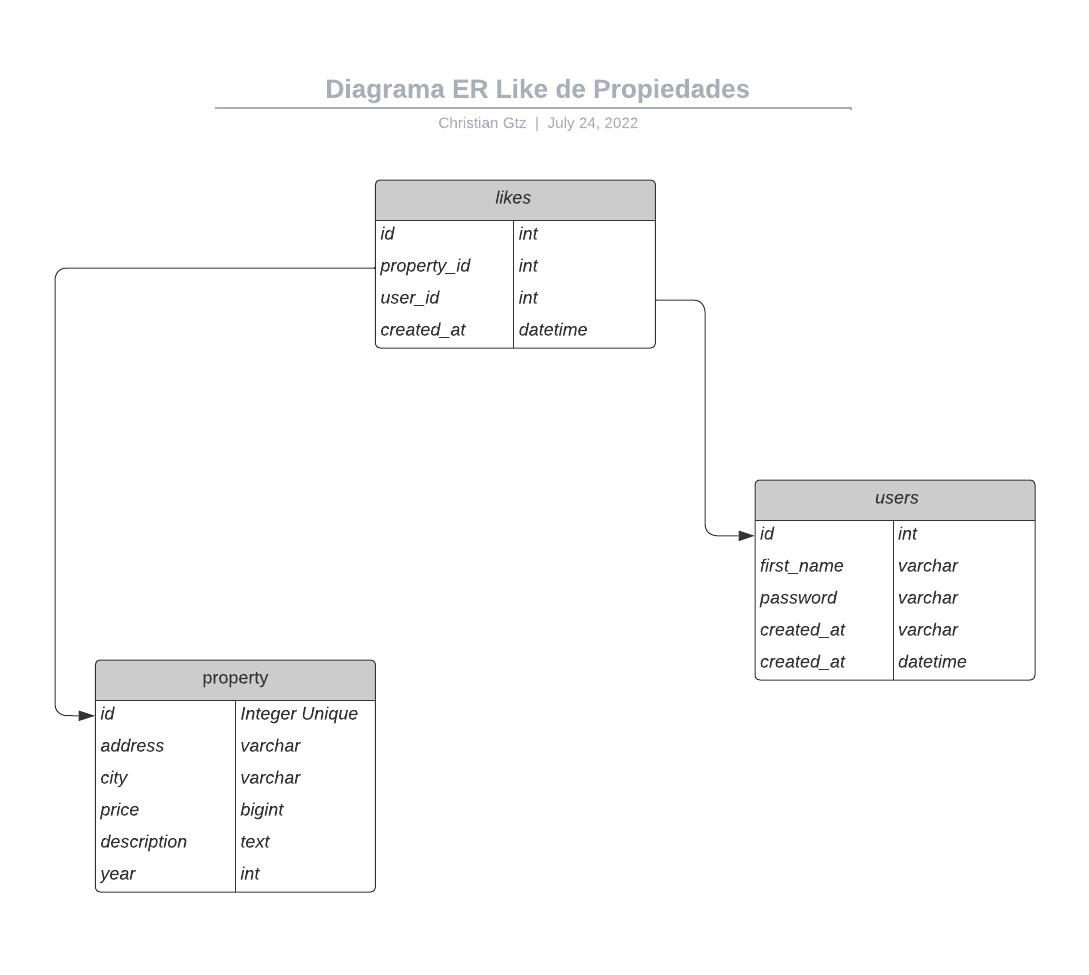 Diagrama ER Like de Propiedades
Christian Gtz | July 24, 2022
likes
id int
property_id int
user_id int
created_at datetime
users
id int
first_name varchar
password varchar
created_at varchar
created_at datetime
property
id Integer Unique
address varchar
city varchar
price bigint
description text
year int